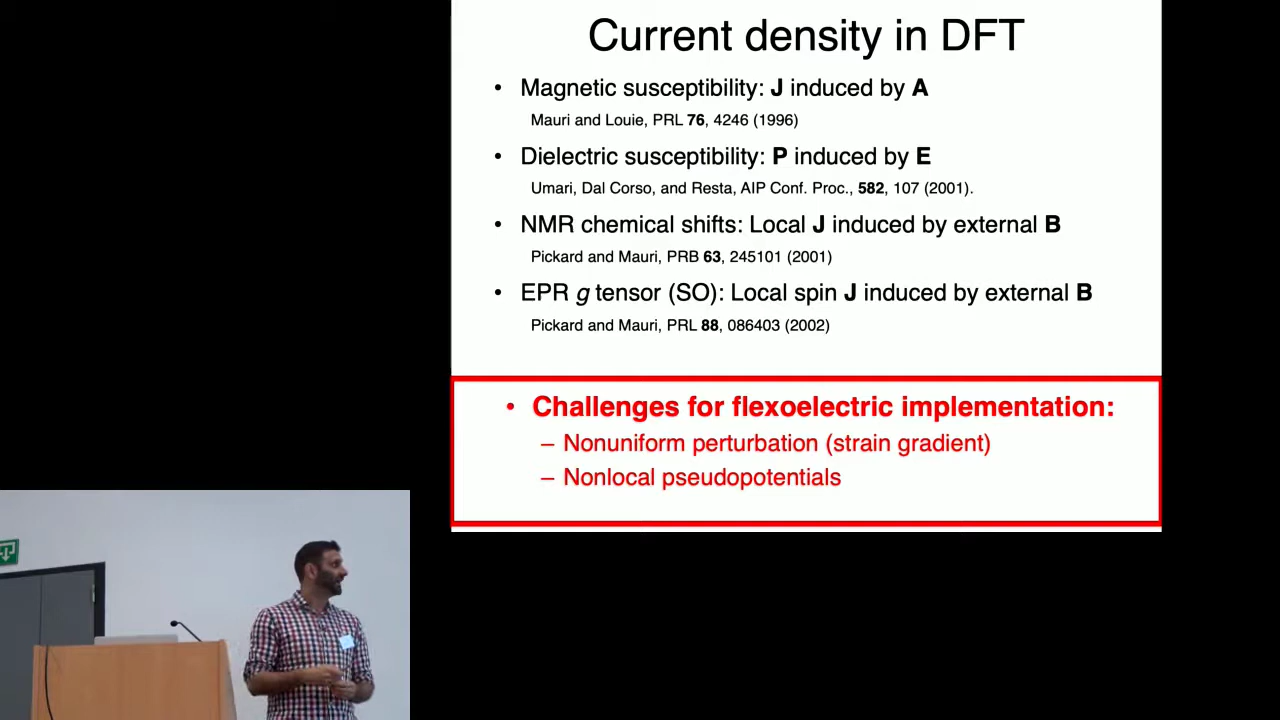 Current density in DFT
• Magnetic susceptibility: J induced by A
Mauri and Louie, PRL 76, 4246 (1996)
• Dielectric susceptibility: P induced by E
Umari, Dal Corso, and Resta, AIP Conf. Proc., 582, 107 (2001).
• NMR chemical shifts: Local J induced by external B
Pickard and Mauri, PRB 63, 245101 (2001)
• EPR g tensor (SO): Local spin J induced by external B
Pickard and Mauri, PRL 88, 086403 (2002)
• Challenges for flexoelectric implementation:
– Nonuniform perturbation (strain gradient)
– Nonlocal pseudopotentials